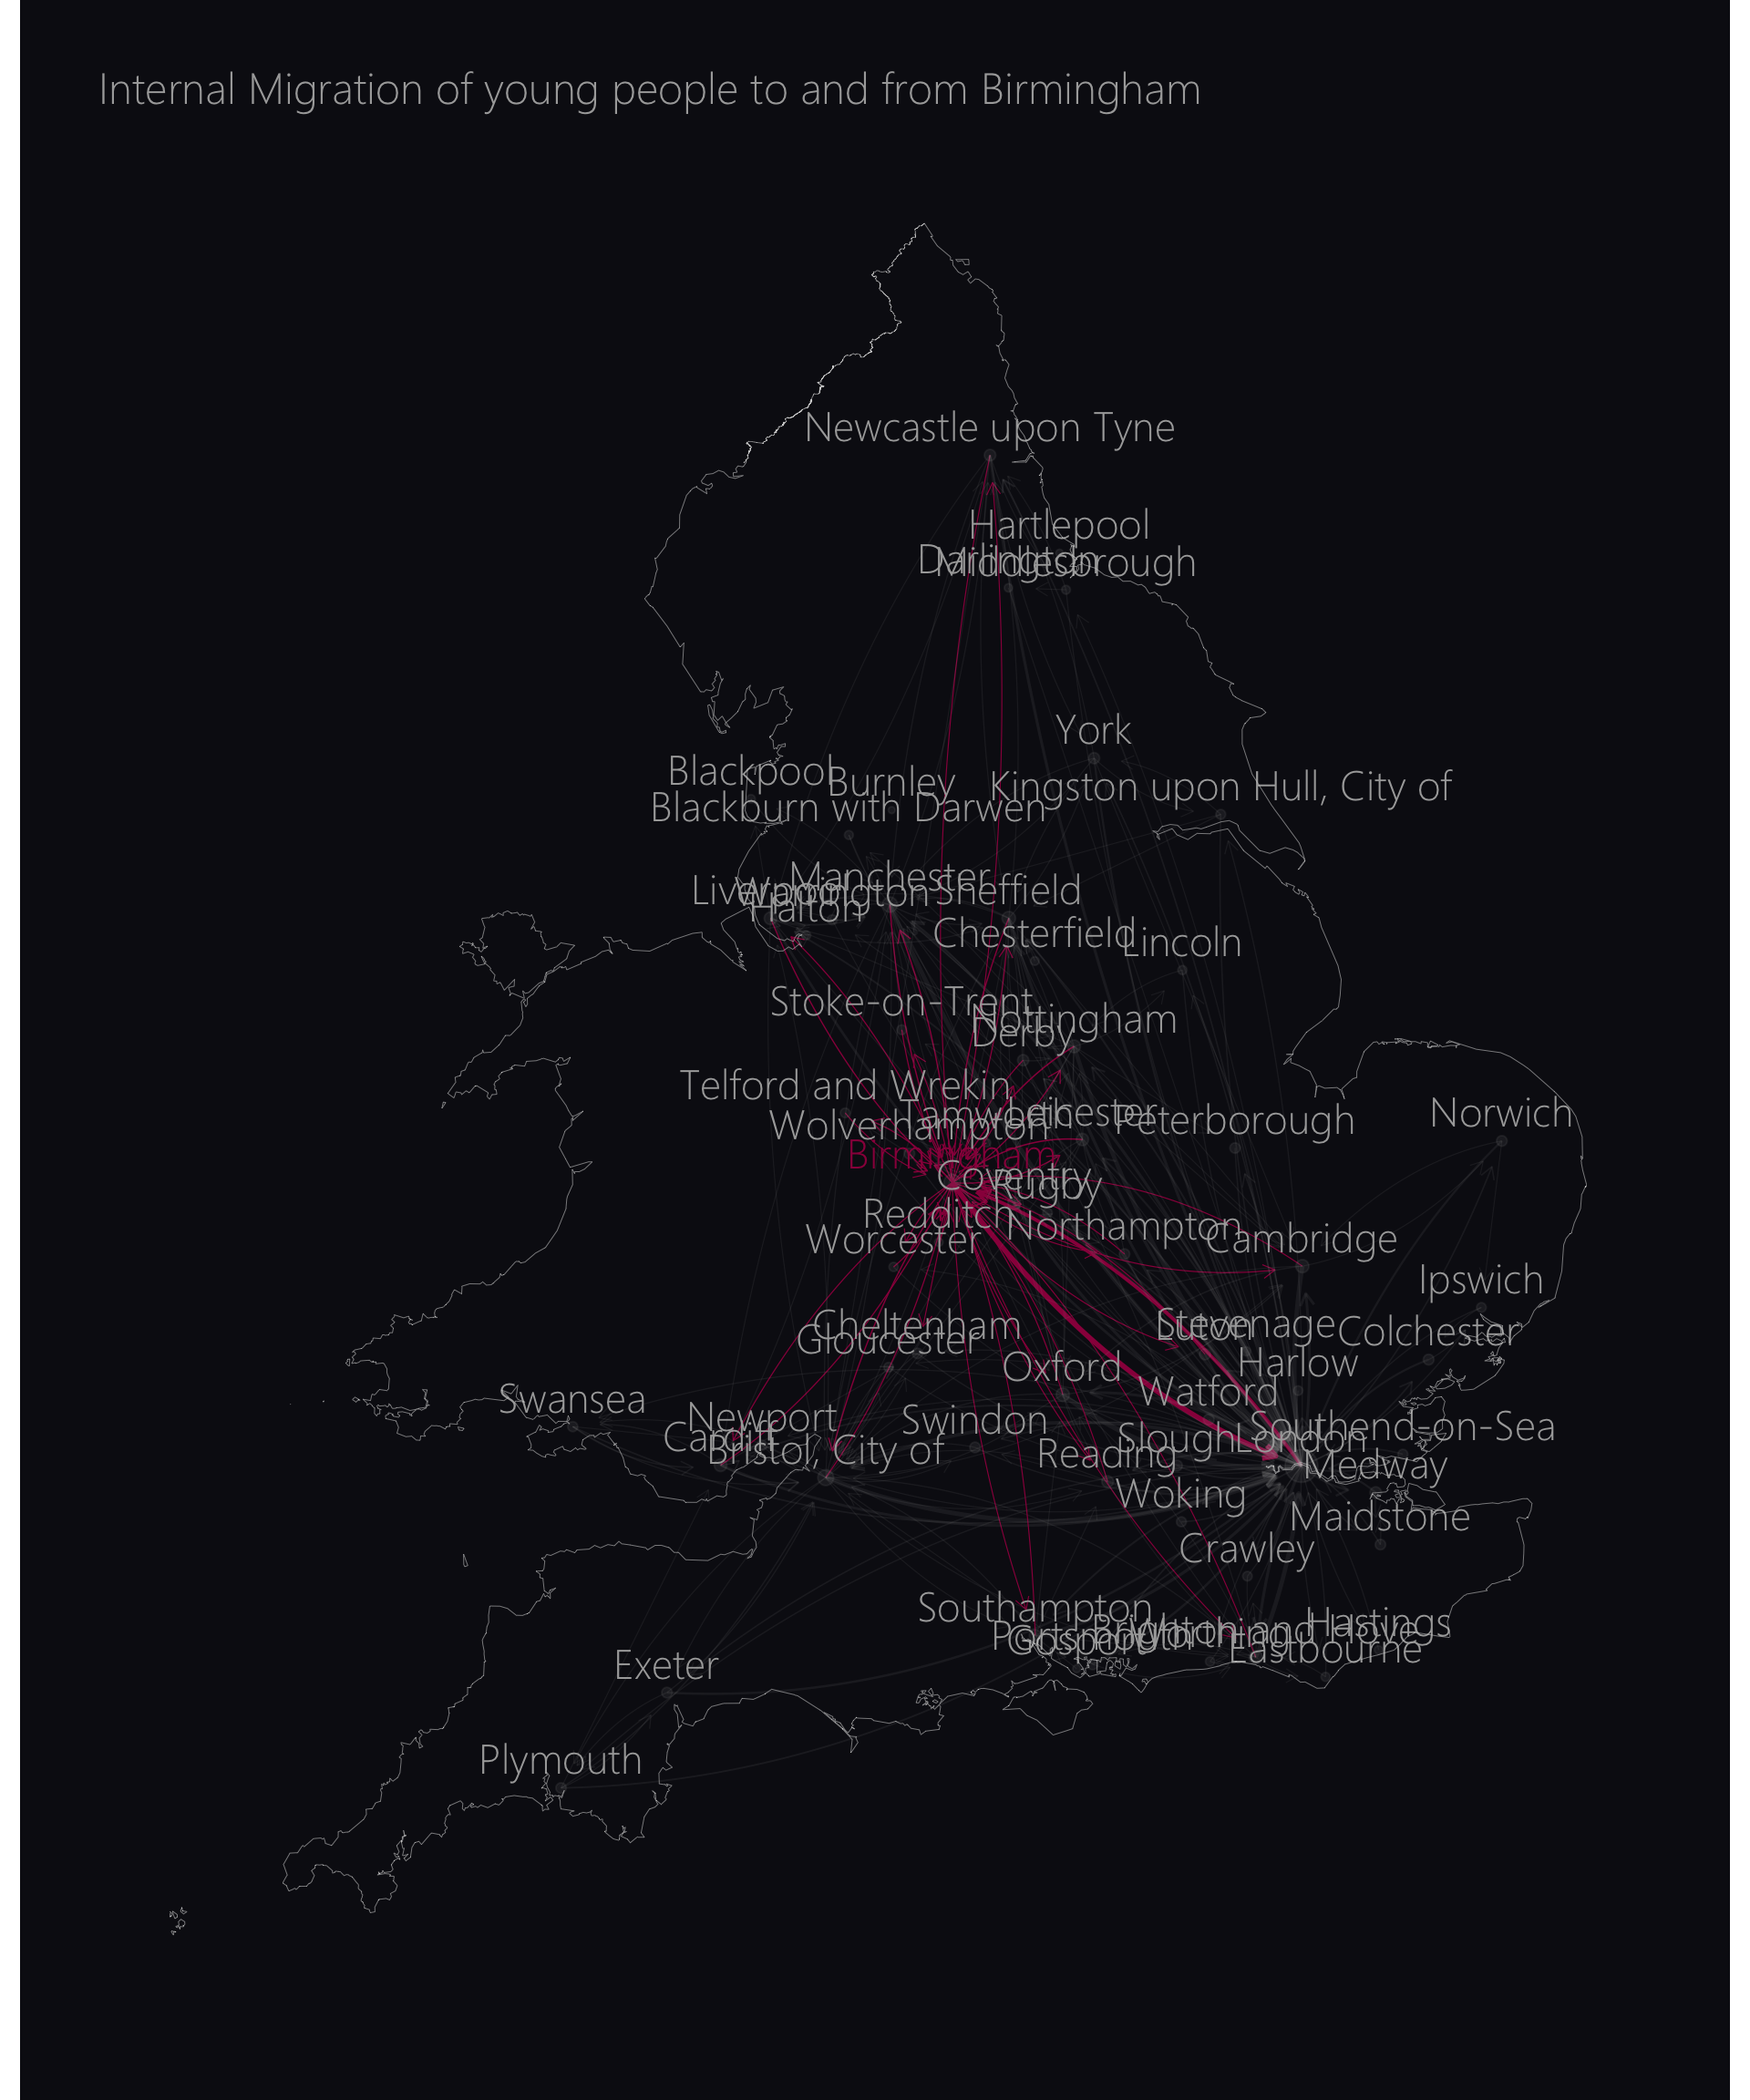 Internal Migration of young people to and from Birmingham
Newcastle upon Tyne
Hartlepool
Darlington
Middlesbrough
York
Blackpool
Burnley
Kingston upon Hull, City of
Blackburn with Darwen
Manchester
Liverpool
Warrington
Sheffield
Halton
Chesterfield
Lincoln
Stoke-on-Trent
Nottingham
Derby
Telford and Wrekin
Tamworth
Leicester
Peterborough
Norwich
Wolverhampton
Birmingham
Coventry
Rugby
Redditch
Northampton
Worcester
Cambridge
Ipswich
Cheltenham
Stevenage
Luton
Colchester
Gloucester
Oxford
Harlow
Watford
Swansea
Newport
Swindon
Southend-on-Sea
Cardiff
Slough
London
Bristol, City of
Reading
Medway
Woking
Maidstone
Crawley
Southampton
Hastings
Portsmouth
Brighton and Hove
Worthing
Gosport
Eastbourne
Exeter
Plymouth